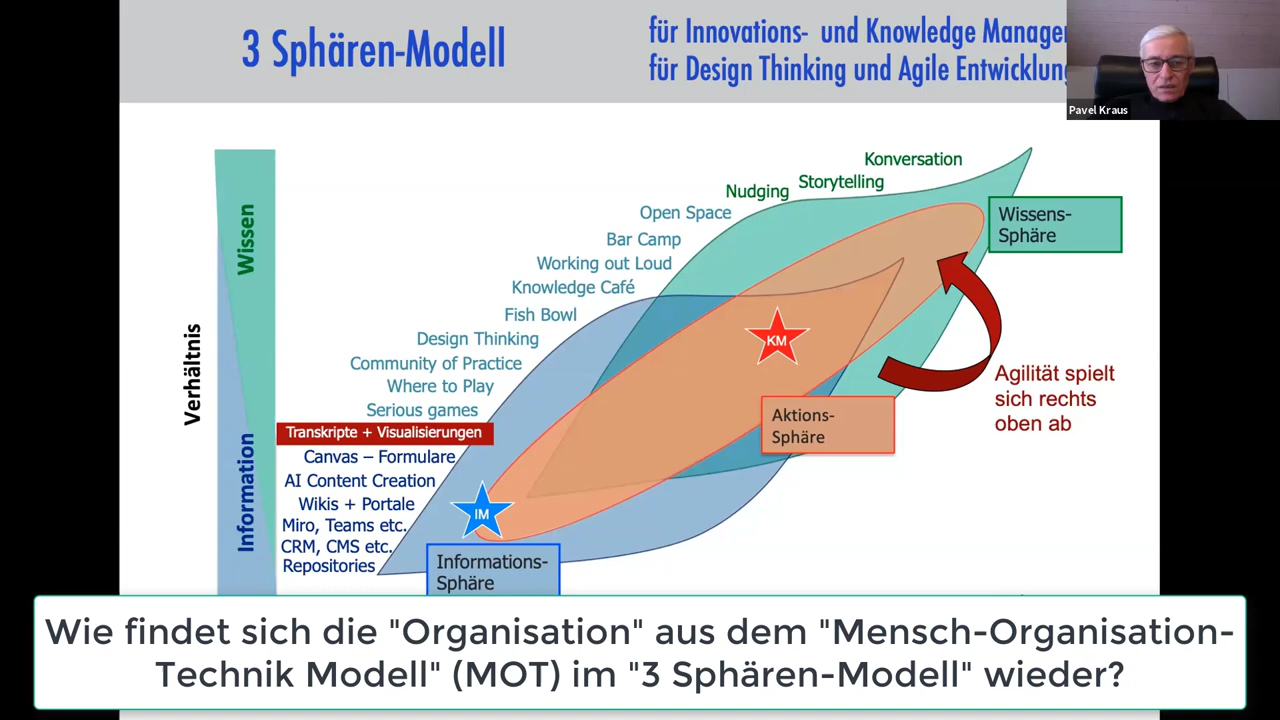 3 Sphären-Modell
für Innovations- und Knowledge
für Design Thinking und Agile
Pavel Kraus
Konversation
Storytelling
Nudging
Open Space
Bar Camp
Working out Loud
Knowledge Café
Fish Bowl
Design Thinking
Community of Practice
Where to Play
Serious games
Transkripte + Visualisierungen
Canvas – Formulare
AI Content Creation
Wikis + Portale
Miro, Teams etc.
CRM, CMS etc.
Repositories
Verhältnis
Wissen
Information
Wissens-
Sphäre
KM
Aktions-
Sphäre
Agilität spielt
sich rechts
oben ab
IM
Informations-
Sphäre
Wie findet sich die "Organisation" aus dem "Mensch-Organisation-
Technik Modell" (MOT) im "3 Sphären-Modell" wieder?